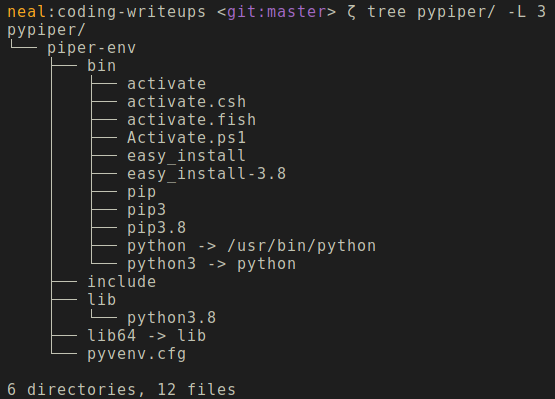 neal:coding-writeups <git:master> ζ tree pypiper/ -L 3
pypiper/
└── piper-env
    ├── bin
    │   ├── activate
    │   ├── activate.csh
    │   ├── activate.fish
    │   ├── Activate.ps1
    │   ├── easy_install
    │   ├── easy_install-3.8
    │   ├── pip
    │   ├── pip3
    │   ├── pip3.8
    │   ├── python -> /usr/bin/python
    │   └── python3 -> python
    ├── include
    ├── lib
    │   └── python3.8
    ├── lib64 -> lib
    └── pyvenv.cfg

6 directories, 12 files